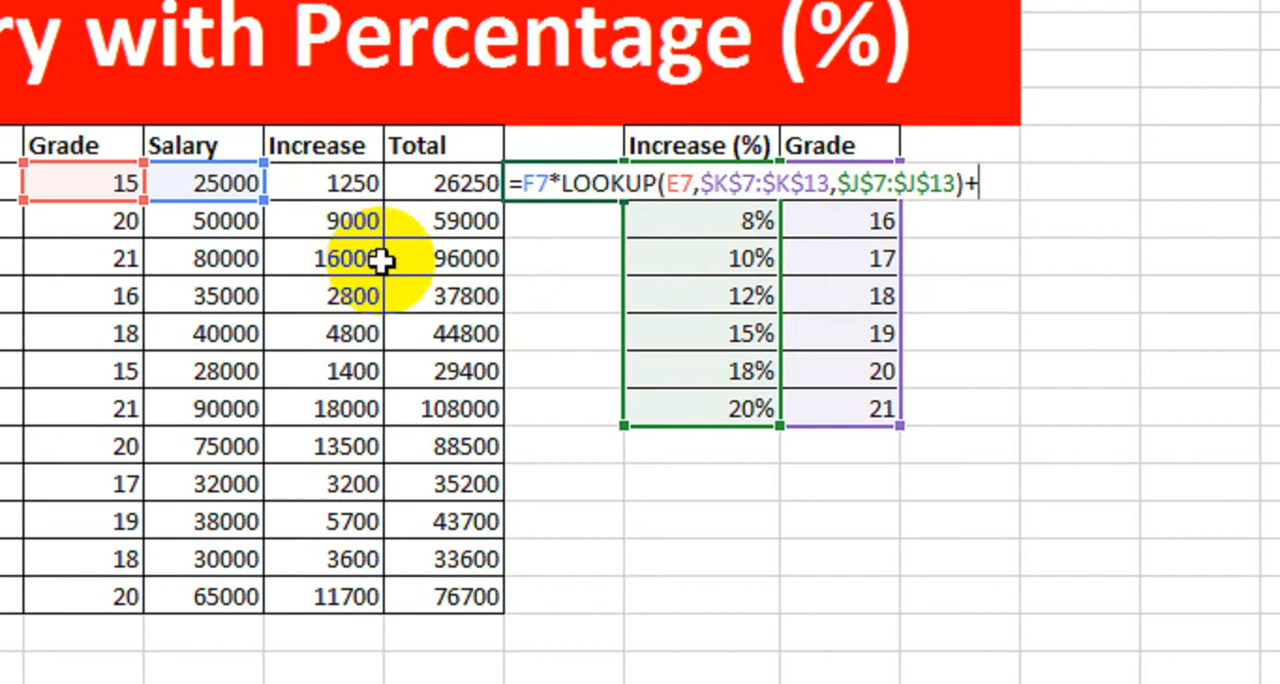 ry with Percentage (%)
Grade Salary Increase Total Increase (%) Grade
15 25000 1250 26250 =F7*LOOKUP(E7,$K$7:$K$13,$J$7:$J$13)+
20 50000 9000 59000 8% 16
21 80000 16000 96000 10% 17
16 35000 2800 37800 12% 18
18 40000 4800 44800 15% 19
15 28000 1400 29400 18% 20
21 90000 18000 108000 20% 21
20 75000 13500 88500
17 32000 3200 35200
19 38000 5700 43700
18 30000 3600 33600
20 65000 11700 76700